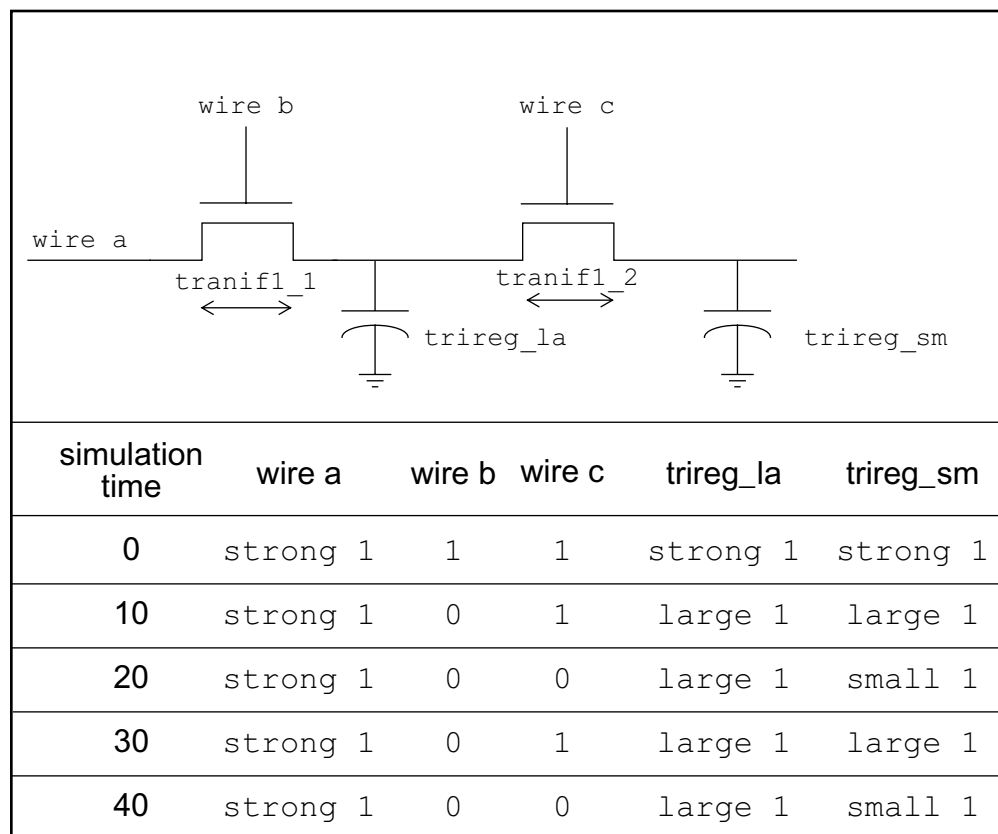 wire b wire c
wire a
tranif1_1 tranif1_2
trireg_la trireg_sm
simulation time wire a wire b wire c trireg_la trireg_sm
0 strong 1 1 1 strong 1 strong 1
10 strong 1 0 1 large 1 large 1
20 strong 1 0 0 large 1 small 1
30 strong 1 0 1 large 1 large 1
40 strong 1 0 0 large 1 small 1